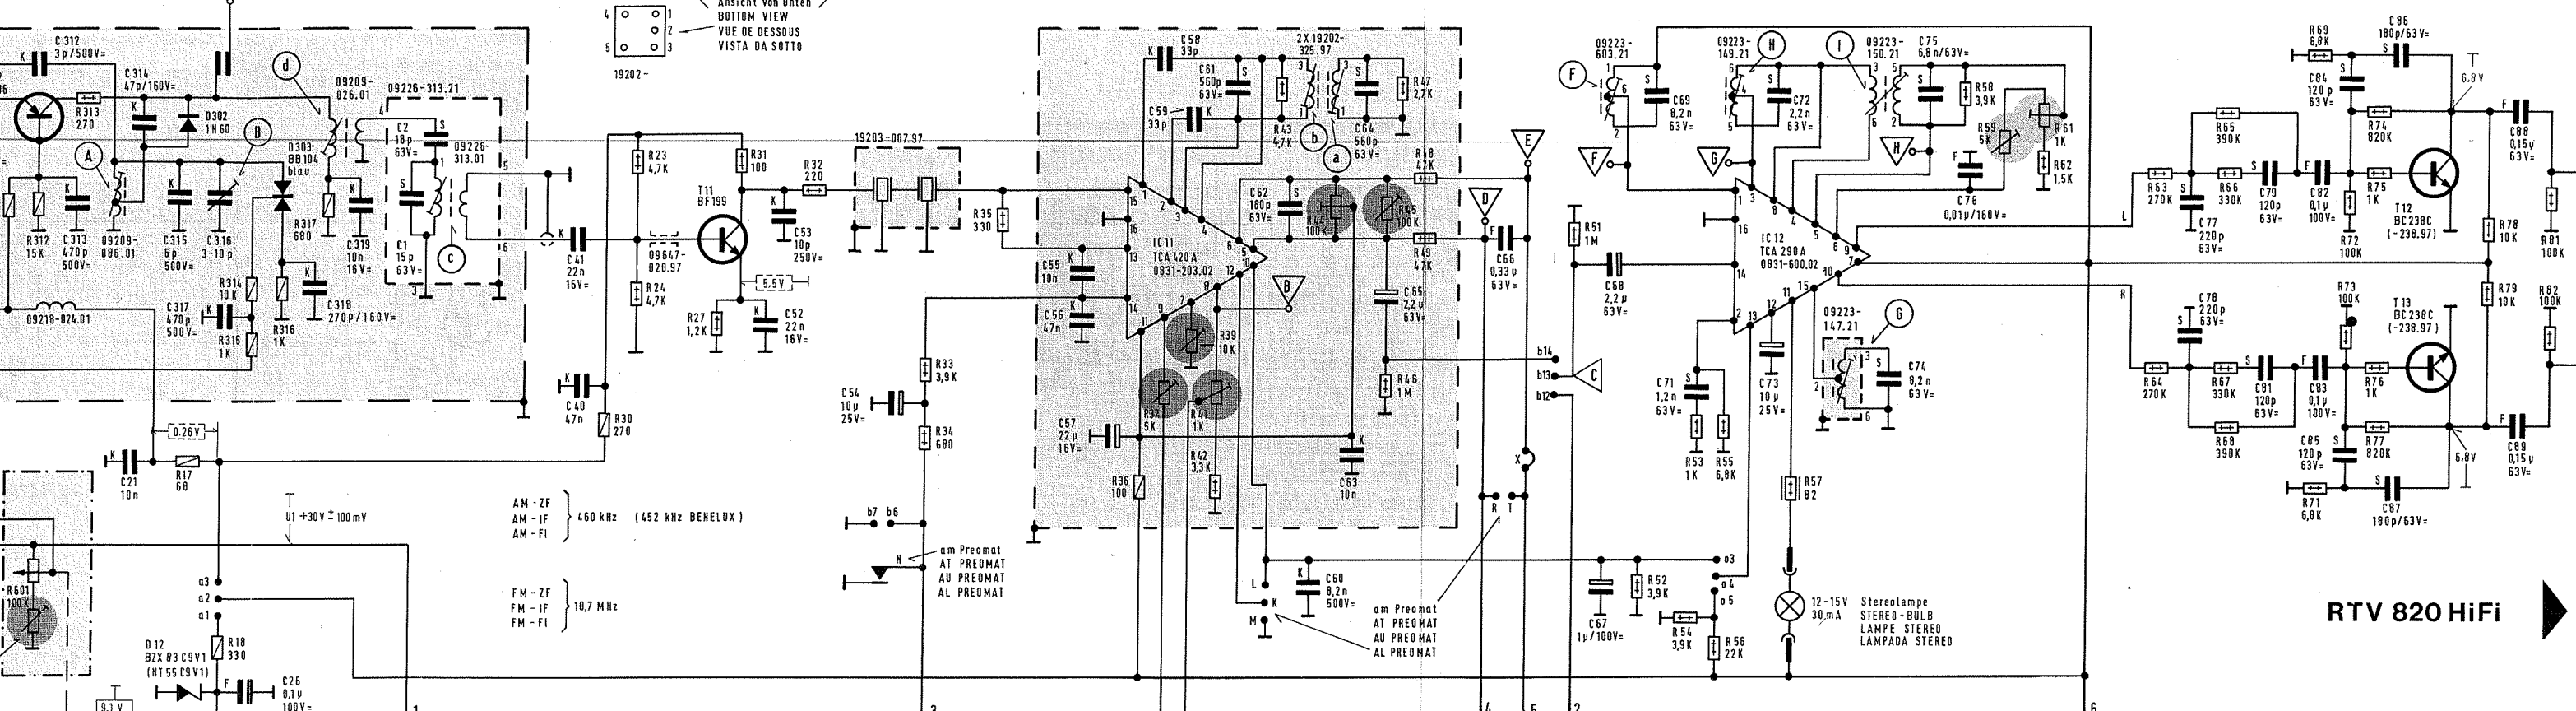 Ansicht von unten
BOTTOM VIEW
VUE DE DESSOUS
VISTA DA SOTTO
4
1
2
5
3
19202-
C 312
3p/500V=
C 314
47p/160V=
R313
270
D302
1N60
A
B
d
09209-
026.01
D303
BB104
blau
09226-313.21
C2
18p
63V=
09226-
313.01
C1
15p
63V=
c
R312
15K
C313
470p
500V=
09209-
086.01
C315
6p
500V=
C316
3-10p
R317
680
C319
10n
16V=
R314
10K
C317
470p
500V=
R315
1K
R316
1K
C318
270p/160V=
09218-024.01
0,26V
C21
10n
R17
68
U1 +30V ± 100mV
R601
100K
a3
a2
a1
R18
330
D12
BZX 83 C9V1
(HT 55 C9V1)
C26
0,1µ
100V=
9,1 V
AM - ZF
AM - IF
AM - FI
460 kHz (452 kHz BENELUX)
FM - ZF
FM - IF
FM - FI
10,7 MHz
C41
22n
16V=
R23
4,7K
R24
4,7K
09647-
020.97
T11
BF199
R31
100
R32
220
C53
10p
250V=
5,5V
R27
1,2K
C52
22n
16V=
C40
47n
R30
270
19203-007.97
R35
330
C54
10µ
25V=
R33
3,9K
R34
680
b7 b6
N
am Preomat
AT PREOMAT
AU PREOMAT
AL PREOMAT
C58
33p
C59
33p
C61
560p
63V=
2X19202-
325.97
R43
4,7K
b
a
C64
560p
63V=
R47
2,7K
R48
47K
C62
180p
63V=
R44
100K
R45
100K
R49
47K
IC11
TCA 420A
0831-203.02
C55
10n
C56
47n
B
R39
10K
R37
5K
R41
1K
C57
22µ
16V=
R36
100
R42
3,3K
C63
10n
C65
2,2µ
63V=
R46
1M
D
E
C66
0,33µ
63V=
X
R T
L
K
M
C60
8,2n
500V=
am Preomat
AT PREOMAT
AU PREOMAT
AL PREOMAT
b14
b13
b12
C
R51
1M
C68
2,2µ
63V=
09223-
603.21
F
C69
8,2n
63V=
09223-
149.21
H
C72
2,2n
63V=
I
09223-
150.21
C75
6,8n/63V=
R58
3,9K
R59
5K
R61
1K
R62
1,5K
C76
0,01µ/160V=
F
G
H
IC12
TCA 290A
0831-600.02
C71
1,2n
63V=
R53
1K
R55
6,8K
C73
10µ
25V=
09223-
147.21
G
C74
8,2n
63V=
R57
82
C67
1µ/100V=
R52
3,9K
a3
a4
a5
R54
3,9K
R56
22K
12-15V
30mA
Stereolampe
STEREO-BULB
LAMPE STEREO
LAMPADA STEREO
L
R
R63
270K
C77
220p
63V=
R65
390K
R66
330K
C79
120p
63V=
C82
0,1µ
100V=
R69
6,8K
C84
120p
63V=
C86
180p/63V=
R74
820K
R75
1K
R72
100K
T12
BC238C
(-238.97)
6,8V
C88
0,15µ
63V=
R78
10K
R81
100K
R79
10K
R82
100K
R73
100K
T13
BC238C
(-238.97)
C78
220p
63V=
R64
270K
R67
330K
R68
390K
C81
120p
63V=
C83
0,1µ
100V=
R76
1K
R77
820K
C85
120p
63V=
R71
6,8K
C87
180p/63V=
6,8V
C89
0,15µ
63V=
RTV 820 HiFi
1
3
4
5
2
6